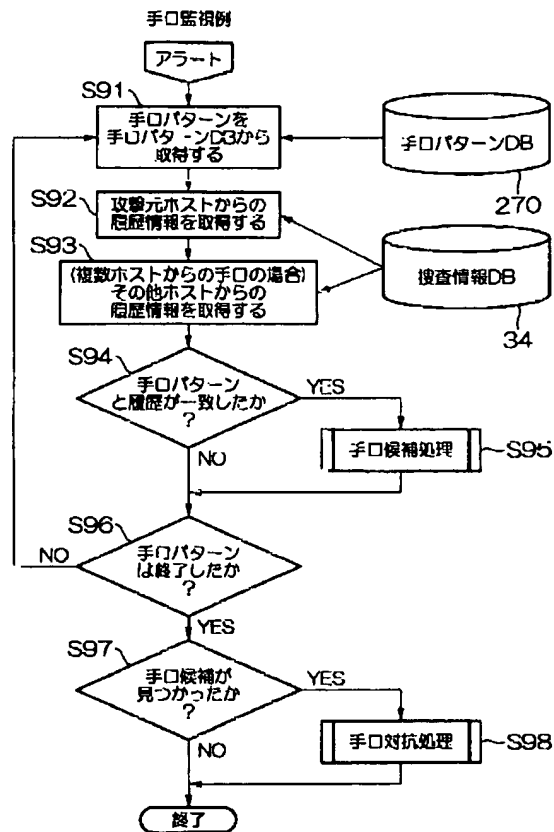 手口監視例
アラート
S91
手口パターンを
手口パターンDBから
取得する
手口パターンDB
270
S92
攻撃元ホストからの
履歴情報を取得する
S93
(複数ホストからの手口の場合)
その他ホストからの
履歴情報を取得する
捜査情報DB
34
S94
手口パターン
と履歴が一致したか
?
YES
NO
手口候補処理
S95
S96
手口パターン
は終了したか
?
NO
YES
S97
手口候補が
見つかったか
?
YES
NO
手口対抗処理
S98
終了